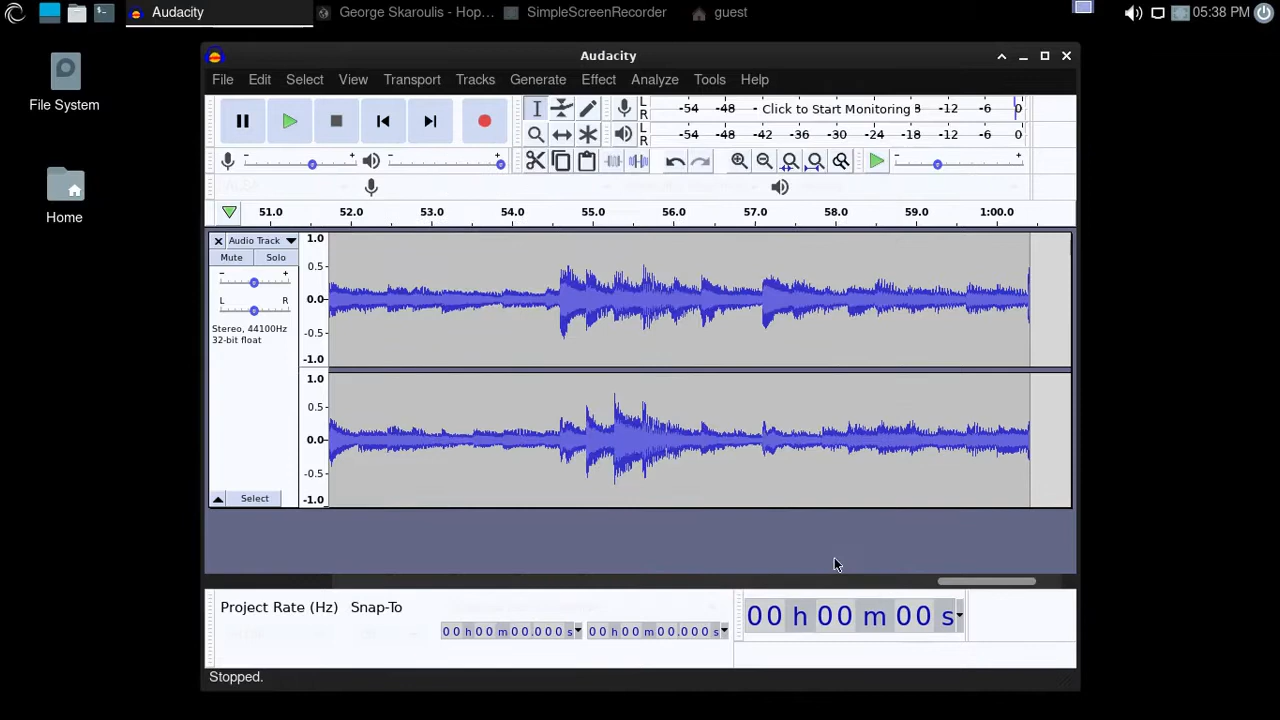 Audacity George Skaroulis - Hop... SimpleScreenRecorder guest 05:38 PM
File System
Home
Audacity
File Edit Select View Transport Tracks Generate Effect Analyze Tools Help
L R -54 -48 - Click to Start Monitoring 8 -12 -6 0
L R -54 -48 -42 -36 -30 -24 -18 -12 -6 0
51.0 52.0 53.0 54.0 55.0 56.0 57.0 58.0 59.0 1:00.0
Audio Track
Mute Solo
- +
L R
Stereo, 44100Hz
32-bit float
Select
1.0
0.5
0.0
-0.5
-1.0
1.0
0.5
0.0
-0.5
-1.0
Project Rate (Hz) Snap-To
00 h 00 m 00.000 s 00 h 00 m 00.000 s
00 h 00 m 00 s
Stopped.